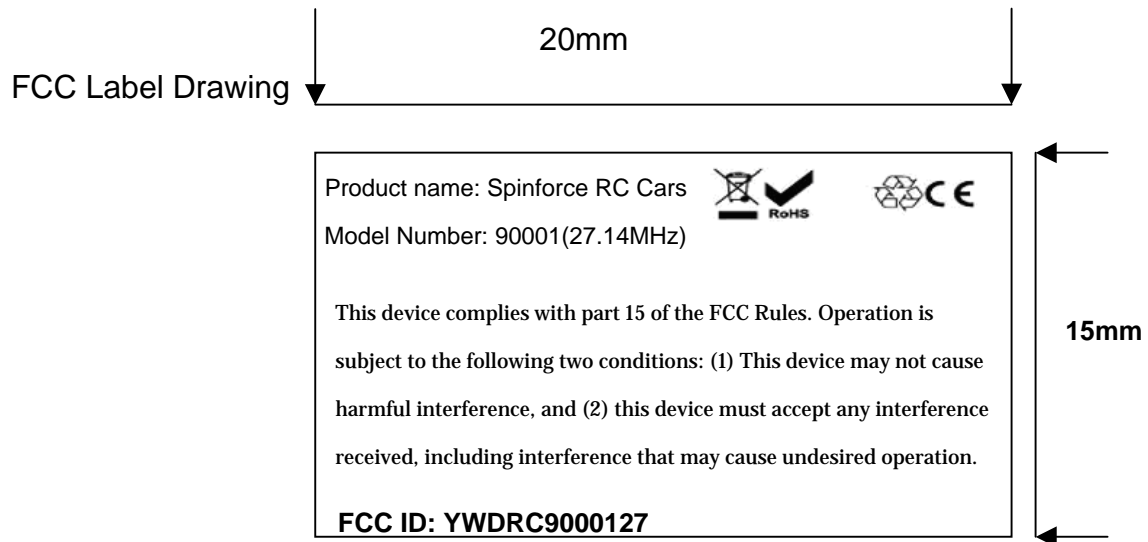 20mm
FCC Label Drawing
Product name: Spinforce RC Cars
RoHS
CE
Model Number: 90001(27.14MHz)
This device complies with part 15 of the FCC Rules. Operation is
subject to the following two conditions: (1) This device may not cause
harmful interference, and (2) this device must accept any interference
received, including interference that may cause undesired operation.
15mm
FCC ID: YWDRC9000127